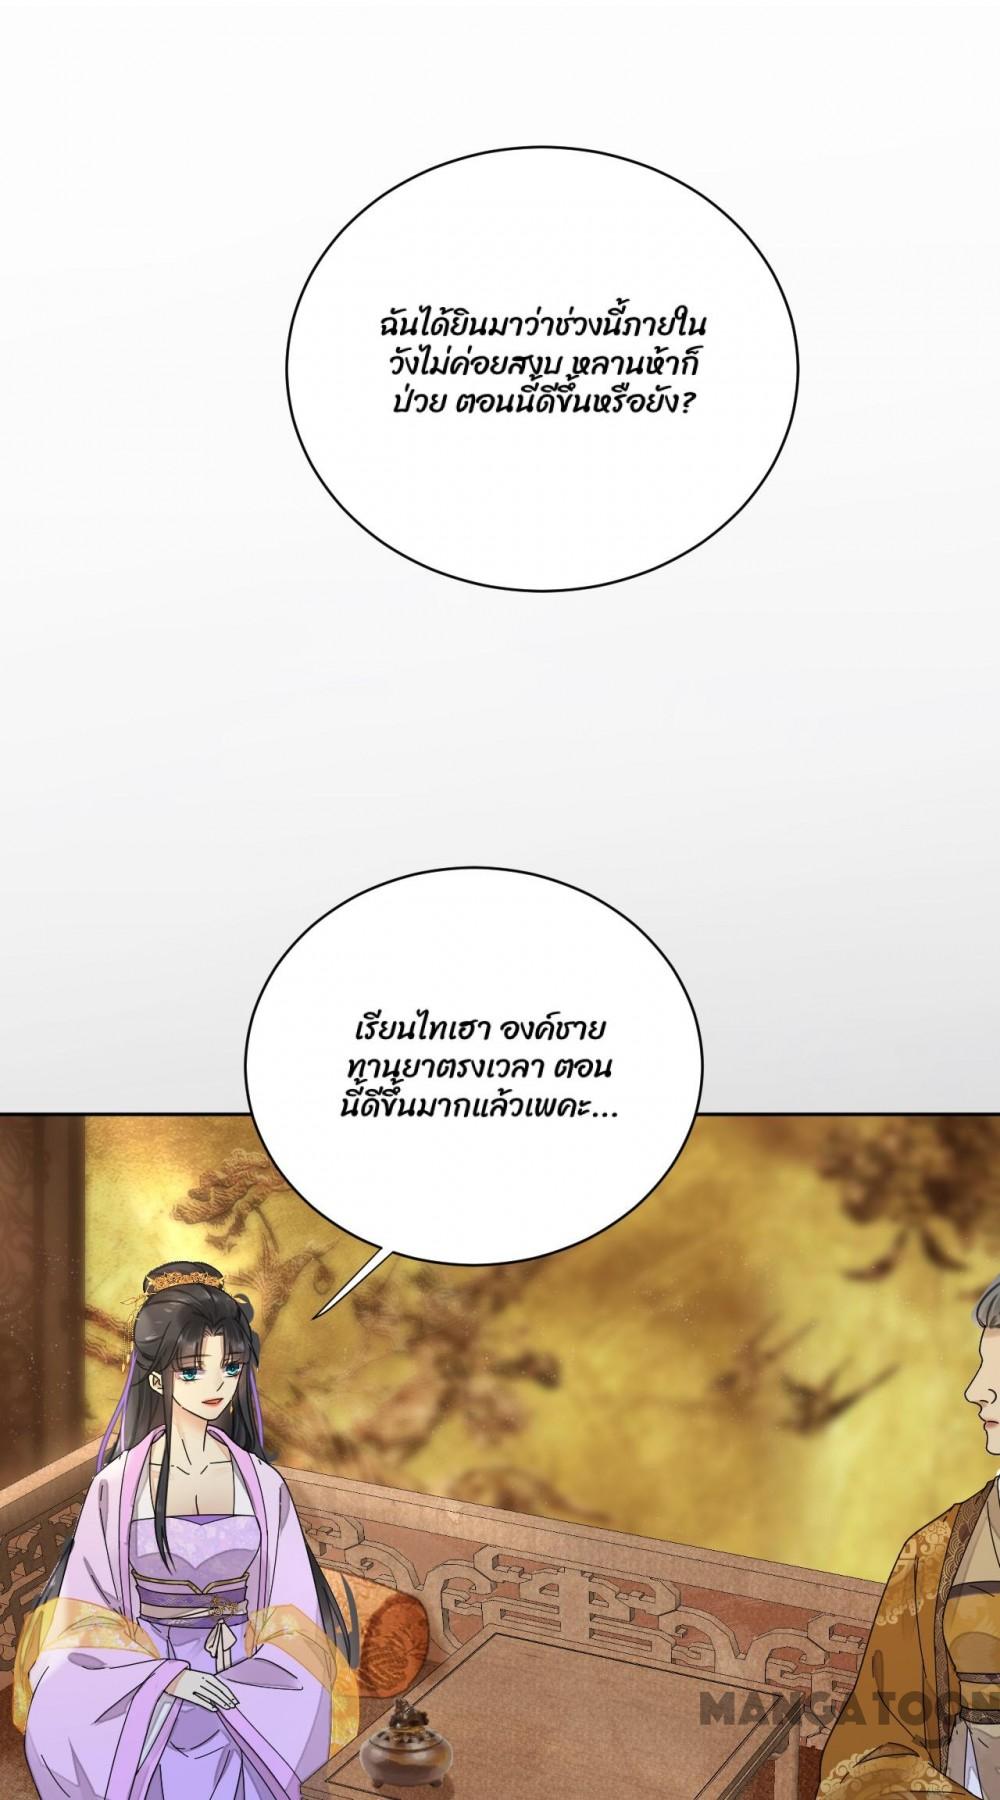 ฉันได้ยินมาว่าช่วงนี้ภายใน
วังไม่ค่อยสงบ หลานห้าก็
ป่วย ตอนนี้ดีขึ้นหรือยัง?
เรียนไทเฮา องค์ชาย
ทานยาตรงเวลา ตอน
นี้ดีขึ้นมากแล้วเพคะ...
MANGATOON